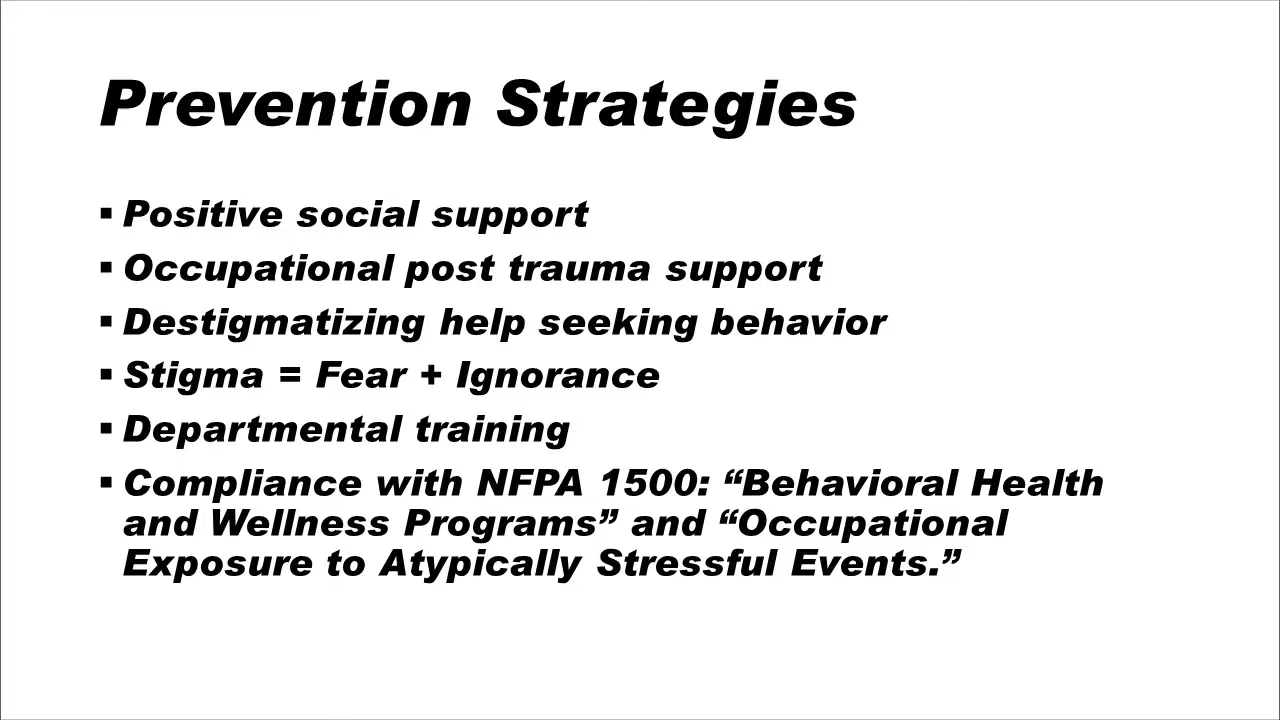 Prevention Strategies
▪ Positive social support
▪ Occupational post trauma support
▪ Destigmatizing help seeking behavior
▪ Stigma = Fear + Ignorance
▪ Departmental training
▪ Compliance with NFPA 1500: “Behavioral Health
and Wellness Programs” and “Occupational
Exposure to Atypically Stressful Events.”